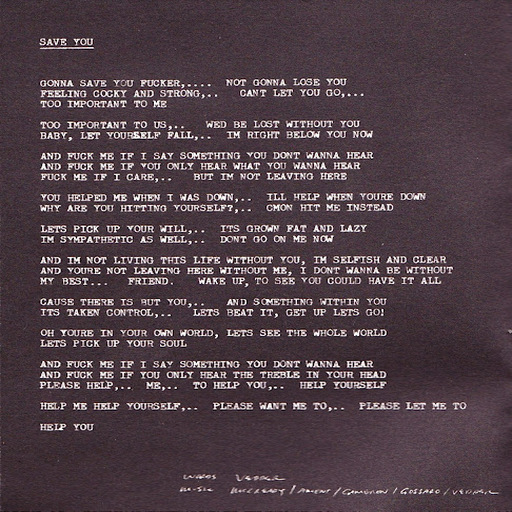 SAVE YOU
GONNA SAVE YOU FUCKER,.... NOT GONNA LOSE YOU
FEELING COCKY AND STRONG,.. CANT LET YOU GO,...
TOO IMPORTANT TO ME
TOO IMPORTANT TO US,.. WED BE LOST WITHOUT YOU
BABY, LET YOURSELF FALL,.. IM RIGHT BELOW YOU NOW
AND FUCK ME IF I SAY SOMETHING YOU DONT WANNA HEAR
AND FUCK ME IF YOU ONLY HEAR WHAT YOU WANNA HEAR
FUCK ME IF I CARE,.. BUT IM NOT LEAVING HERE
YOU HELPED ME WHEN I WAS DOWN,.. ILL HELP WHEN YOURE DOWN
WHY ARE YOU HITTING YOURSELF?,.. CMON HIT ME INSTEAD
LETS PICK UP YOUR WILL,.. ITS GROWN FAT AND LAZY
IM SYMPATHETIC AS WELL,.. DONT GO ON ME NOW
AND IM NOT LIVING THIS LIFE WITHOUT YOU, IM SELFISH AND CLEAR
AND YOURE NOT LEAVING HERE WITHOUT ME, I DONT WANNA BE WITHOUT
MY BEST... FRIEND. WAKE UP, TO SEE YOU COULD HAVE IT ALL
CAUSE THERE IS BUT YOU,.. AND SOMETHING WITHIN YOU
ITS TAKEN CONTROL,.. LETS BEAT IT, GET UP LETS GO!
OH YOURE IN YOUR OWN WORLD, LETS SEE THE WHOLE WORLD
LETS PICK UP YOUR SOUL
AND FUCK ME IF I SAY SOMETHING YOU DONT WANNA HEAR
AND FUCK ME IF YOU ONLY HEAR THE TREBLE IN YOUR HEAD
PLEASE HELP,.. ME,.. TO HELP YOU,.. HELP YOURSELF
HELP ME HELP YOURSELF,.. PLEASE WANT ME TO,.. PLEASE LET ME TO
HELP YOU
WORDS VEDDER
MUSIC MCCREADY/AMENT/CAMERON/GOSSARD/VEDDER